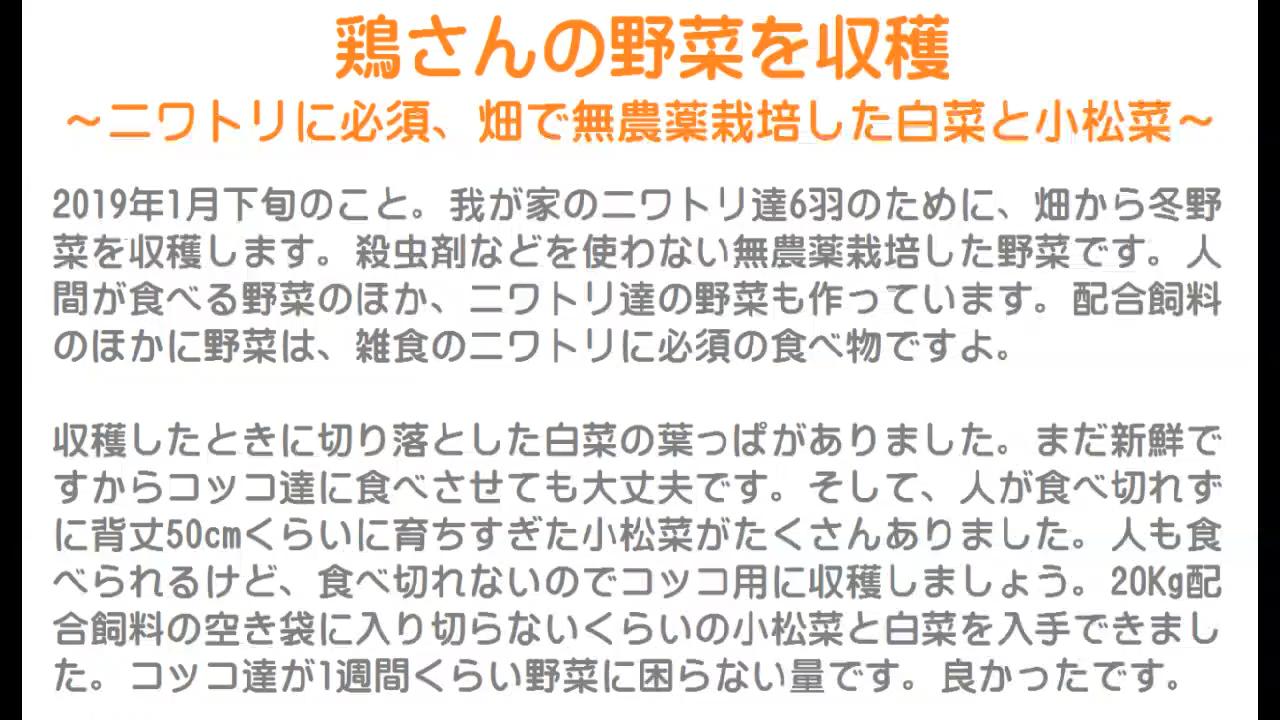 鶏さんの野菜を収穫
～ニワトリに必須、畑で無農薬栽培した白菜と小松菜～
2019年1月下旬のこと。我が家のニワトリ達6羽のために、畑から冬野
菜を収穫します。殺虫剤などを使わない無農薬栽培した野菜です。人
間が食べる野菜のほか、ニワトリ達の野菜も作っています。配合飼料
のほかに野菜は、雑食のニワトリに必須の食べ物ですよ。
収穫したときに切り落とした白菜の葉っぱがありました。まだ新鮮で
すからコッコ達に食べさせても大丈夫です。そして、人が食べ切れず
に背丈50cmくらいに育ちすぎた小松菜がたくさんありました。人も食
べられるけど、食べ切れないのでコッコ用に収穫しましょう。20Kg配
合飼料の空き袋に入り切らないくらいの小松菜と白菜を入手できまし
た。コッコ達が1週間くらい野菜に困らない量です。良かったです。